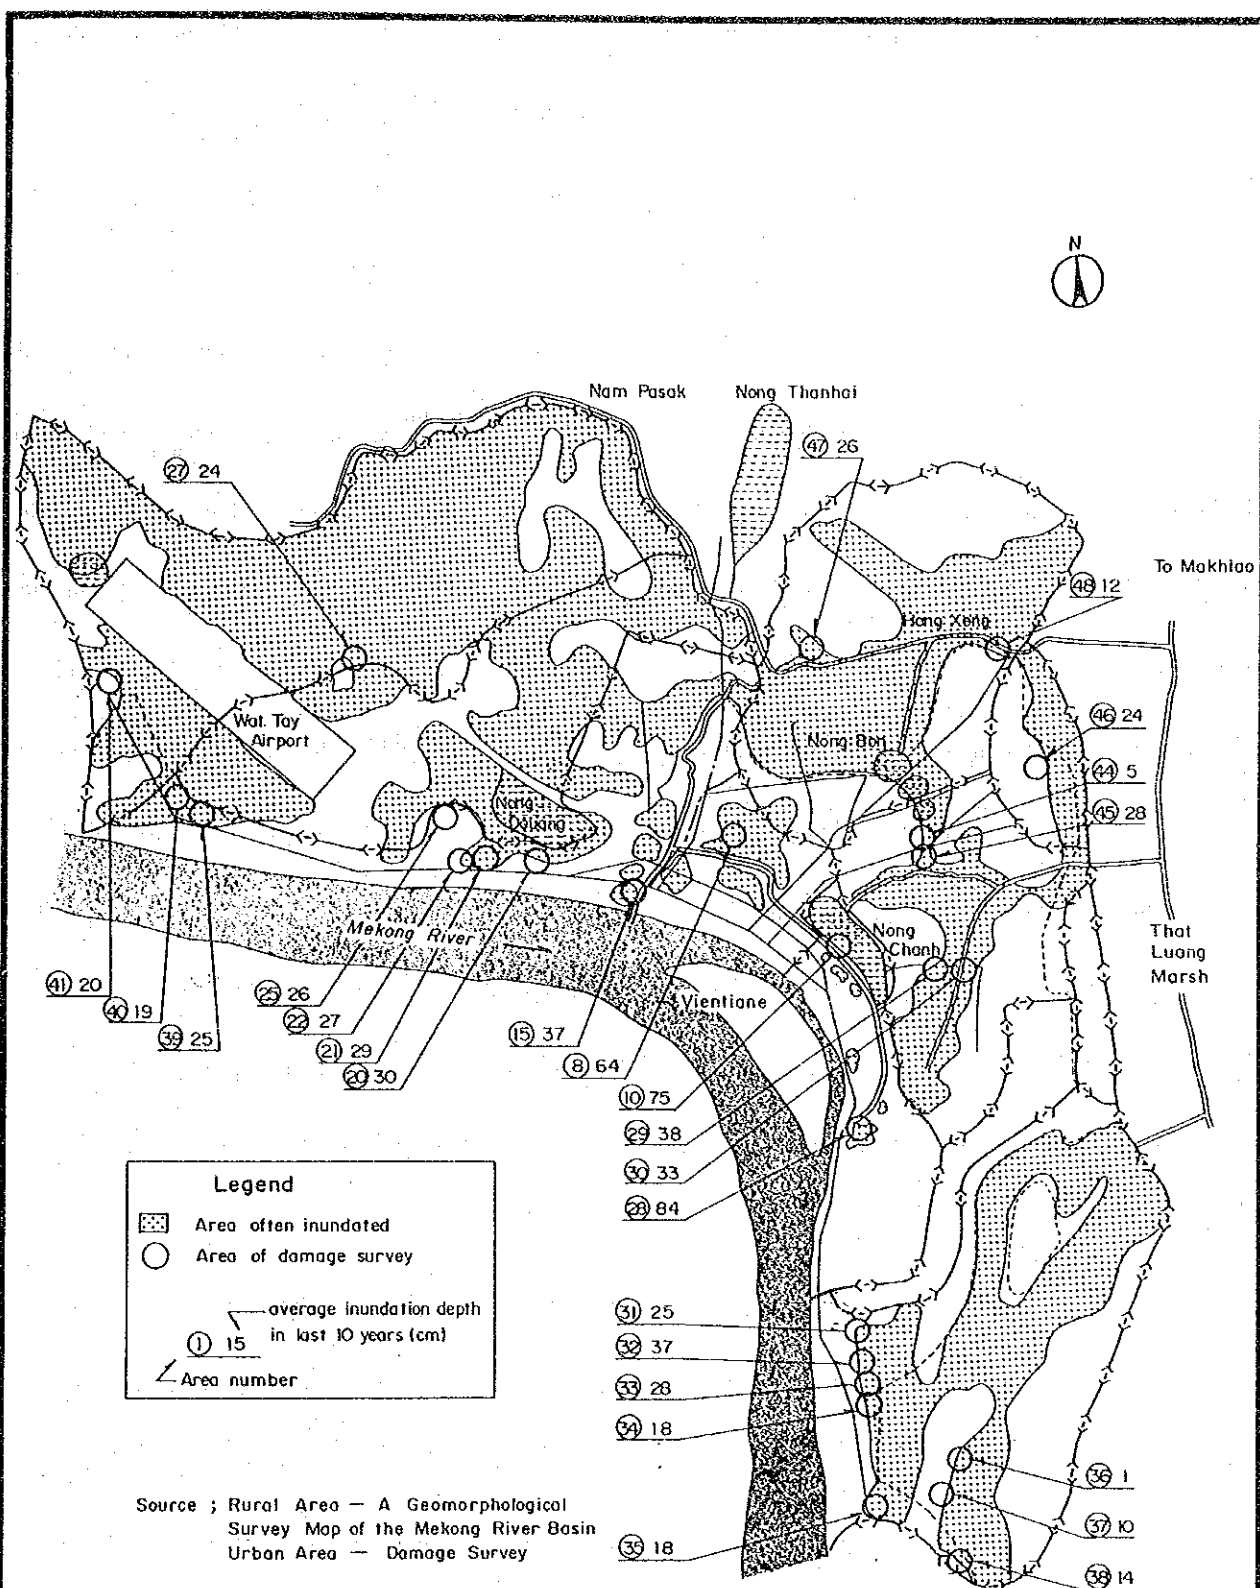 N
Nam Pasak
Nong Thanhai
47 26
27 24
To Makhiao
48 12
Hong Xeng
46 24
Wat Tay
Airport
Nong Bon
44 5
Nong
Douang
45 28
Mekong River
Nong
Chanh
That
Luang
Marsh
41 20
40 19
39 25
25 26
22 27
21 29
20 30
15 37
Vientiane
8 64
10 75
29 38
30 33
28 84
Legend
Area often inundated
Area of damage survey
average inundation depth
in last 10 years (cm)
1 15
Area number
31 25
32 37
33 28
34 18
36 1
37 10
35 18
38 14
Source ; Rural Area — A Geomorphological
Survey Map of the Mekong River Basin
Urban Area — Damage Survey